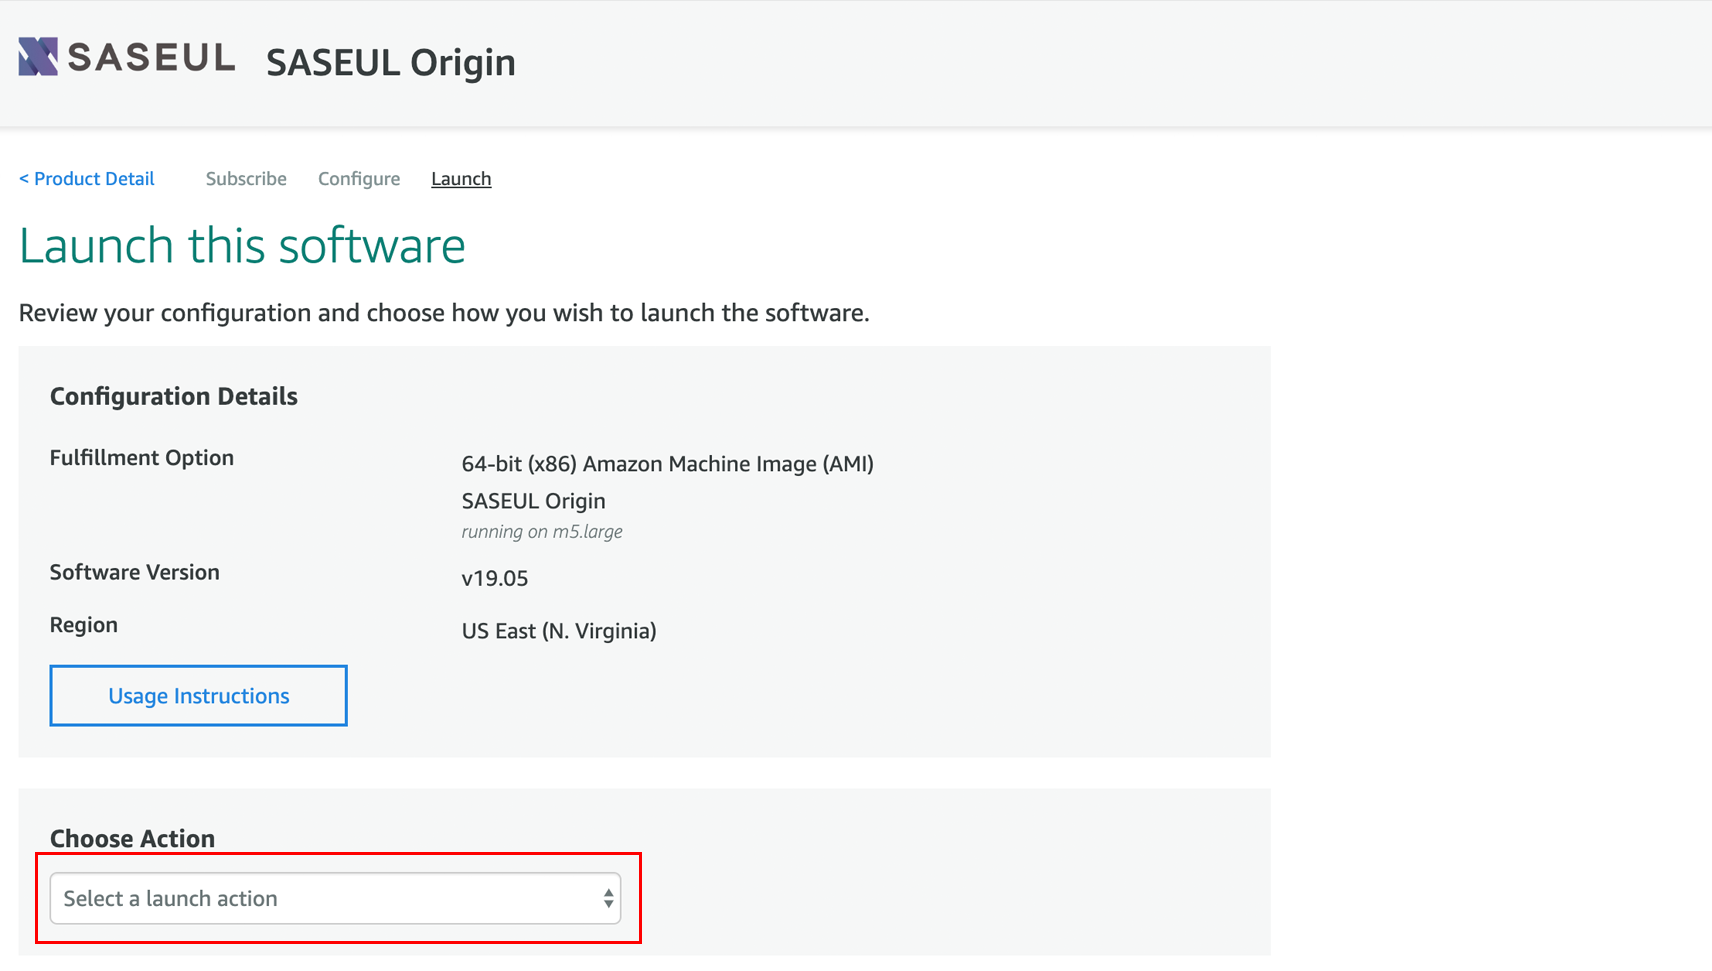 SASEUL SASEUL Origin
< Product Detail Subscribe Configure Launch
Launch this software
Review your configuration and choose how you wish to launch the software.
Configuration Details
Fulfillment Option 64-bit (x86) Amazon Machine Image (AMI)
SASEUL Origin
running on m5.large
Software Version v19.05
Region US East (N. Virginia)
Usage Instructions
Choose Action
Select a launch action